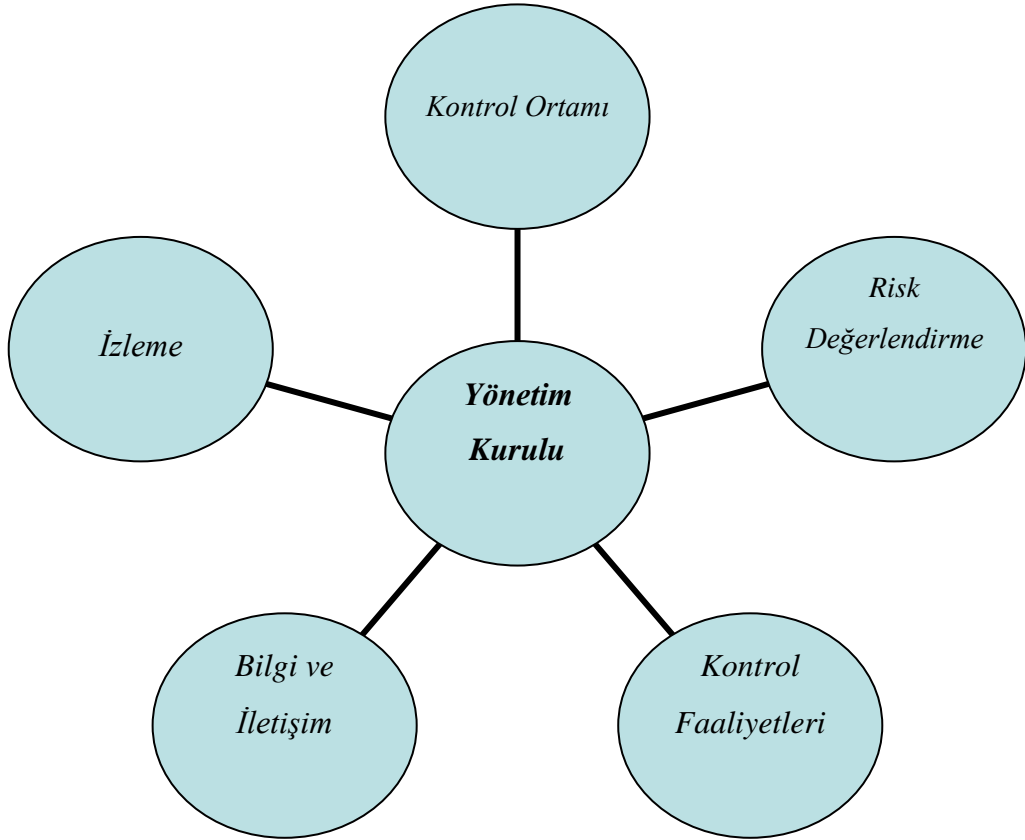 Kontrol Ortamı
Risk
Değerlendirme
İzleme
Yönetim
Kurulu
Bilgi ve
İletişim
Kontrol
Faaliyetleri